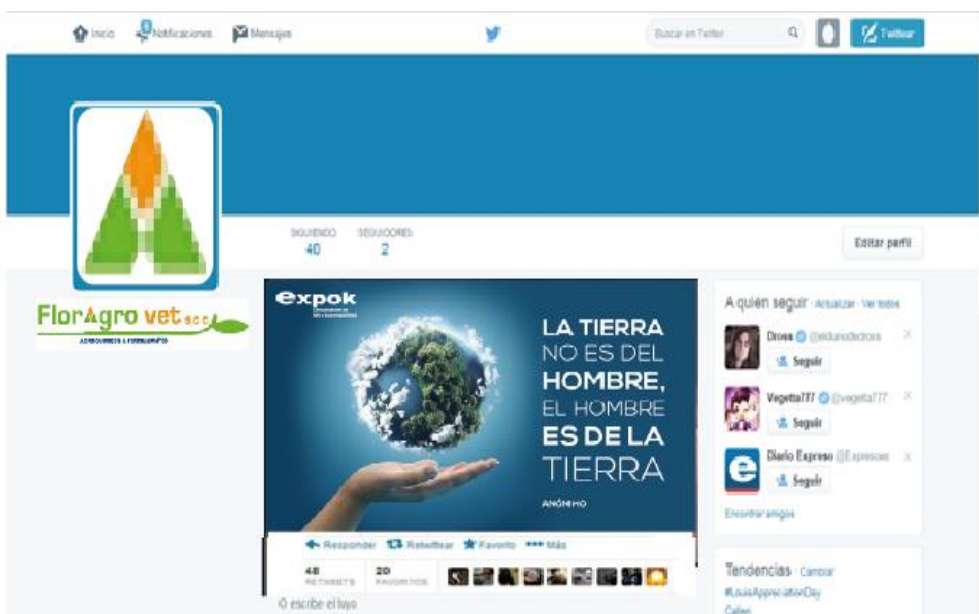 Inicio Notificaciones Mensajes
Buscar en Twitter
Twittear
SIGUIENDO SEGUIDORES
40 2
Editar perfil
FlorAgro vet s.c.c
expok
LA TIERRA
NO ES DEL
HOMBRE,
EL HOMBRE
ES DE LA
TIERRA
ANÓNIMO
Responder Retwittear Favorito Más
48 20
RETWEETS FAVORITOS
O escribe el tuyo
A quién seguir · Actualizar · Ver todos
Dross
Seguir
Vegetta777 @vegetta777
Seguir
Diario Expreso
Seguir
Encontrar amigos
Tendencias · Cambiar
#LouisAppreciationDay